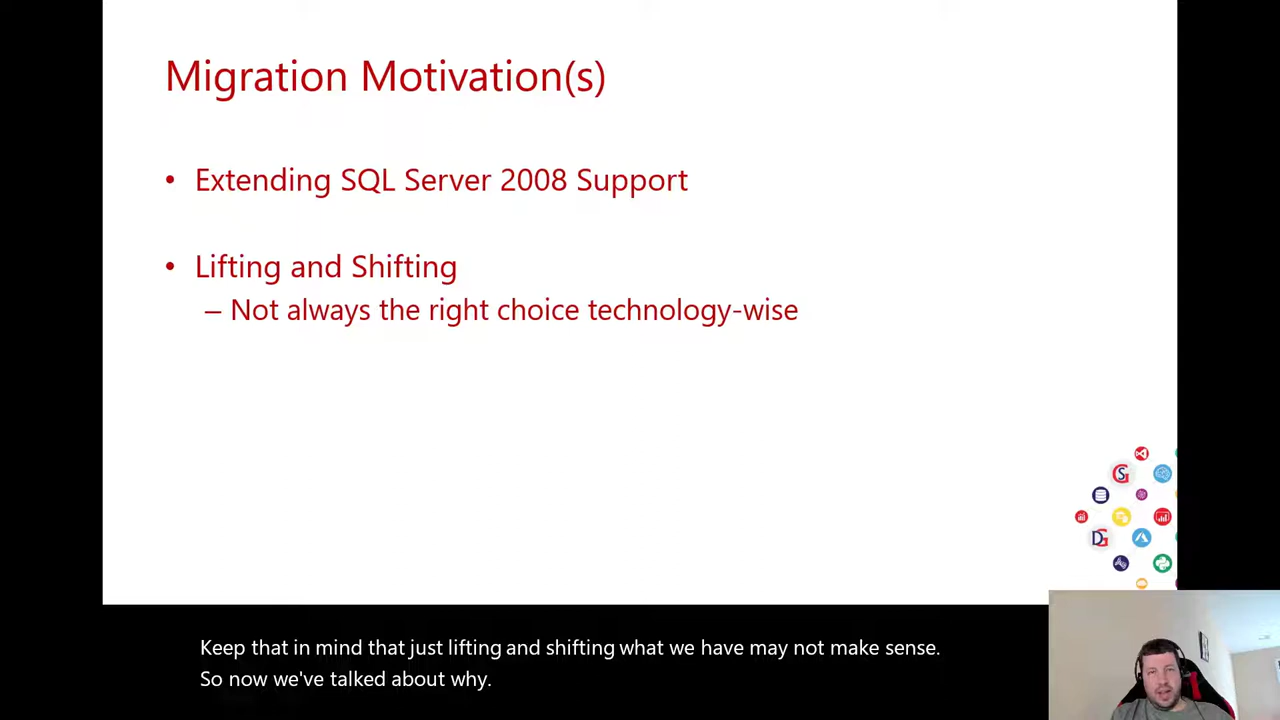 Migration Motivation(s)
• Extending SQL Server 2008 Support
• Lifting and Shifting
– Not always the right choice technology-wise
GS
DG
Keep that in mind that just lifting and shifting what we have may not make sense.
So now we've talked about why.